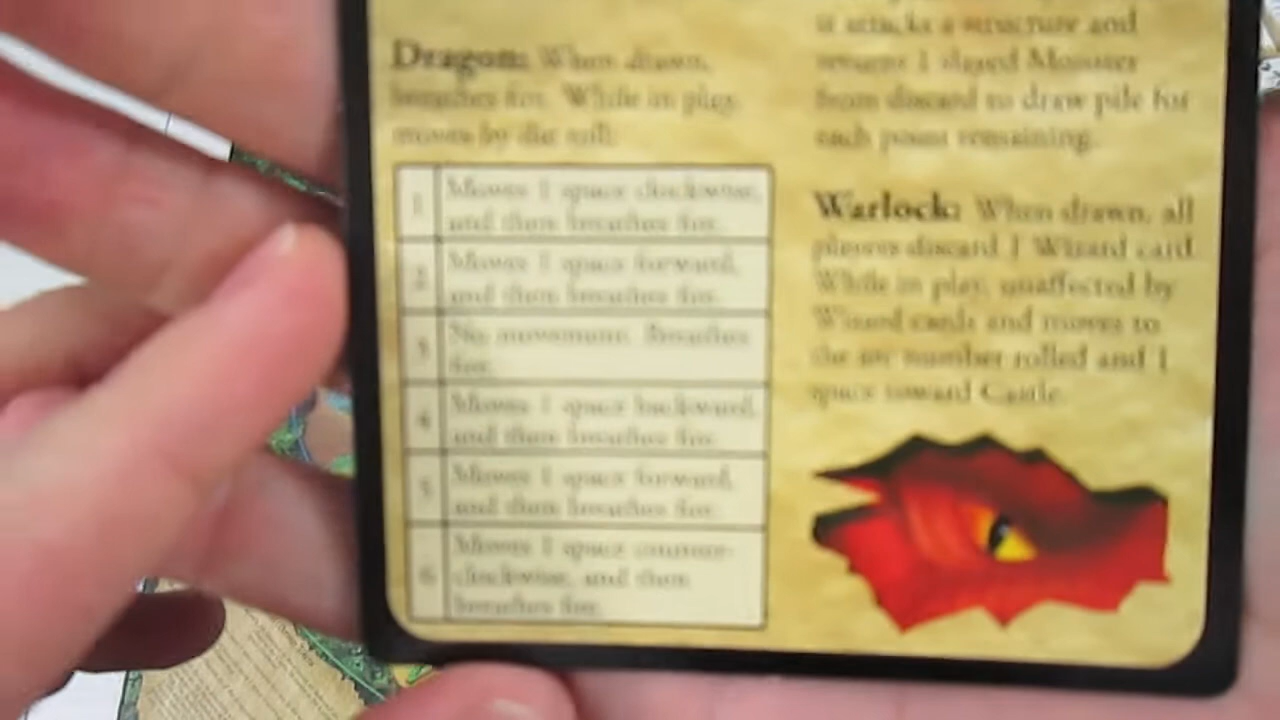 Dragon: When drawn,
breathes fire. While in play,
moves by die roll:
1 Moves 1 space clockwise,
and then breathes fire.
2 Moves 1 space forward,
and then breathes fire.
3 No movement. Breathes
fire.
4 Moves 1 space backward,
and then breathes fire.
5 Moves 1 space forward,
and then breathes fire.
6 Moves 1 space counter-
clockwise, and then
breathes fire.
it attacks a structure and
returns 1 slayed Monster
from discard to draw pile for
each point remaining.
Warlock: When drawn, all
players discard 1 Wizard card.
While in play, unaffected by
Wizard cards and moves to
the arc number rolled and 1
space toward Castle.